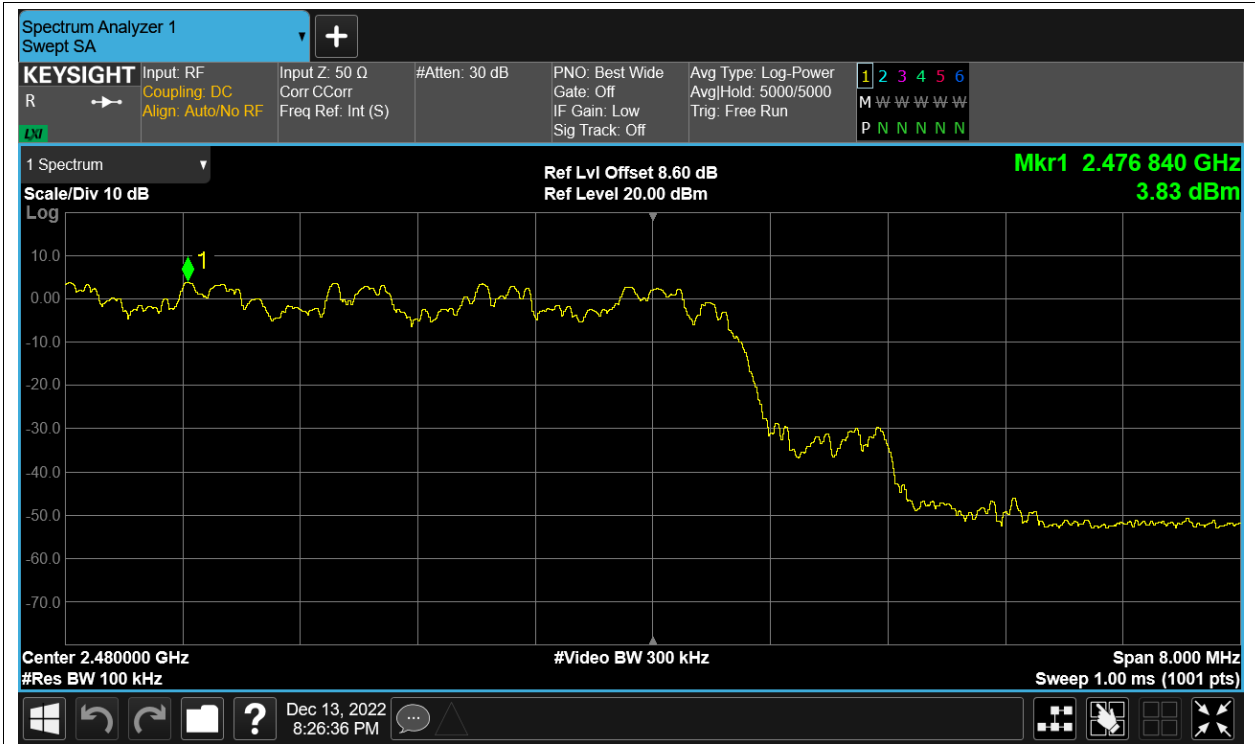 Spectrum Analyzer 1
Swept SA
KEYSIGHT
R
LXI
Input: RF
Coupling: DC
Align: Auto/No RF
Input Z: 50 Ω
Corr CCorr
Freq Ref: Int (S)
#Atten: 30 dB
PNO: Best Wide
Gate: Off
IF Gain: Low
Sig Track: Off
Avg Type: Log-Power
Avg|Hold: 5000/5000
Trig: Free Run
1 2 3 4 5 6
M W W W W W
P N N N N N
1 Spectrum
Scale/Div 10 dB
Log
Ref Lvl Offset 8.60 dB
Ref Level 20.00 dBm
Mkr1 2.476 840 GHz
3.83 dBm
1
10.0
0.00
-10.0
-20.0
-30.0
-40.0
-50.0
-60.0
-70.0
Center 2.480000 GHz
#Res BW 100 kHz
#Video BW 300 kHz
Span 8.000 MHz
Sweep 1.00 ms (1001 pts)
?
Dec 13, 2022
8:26:36 PM